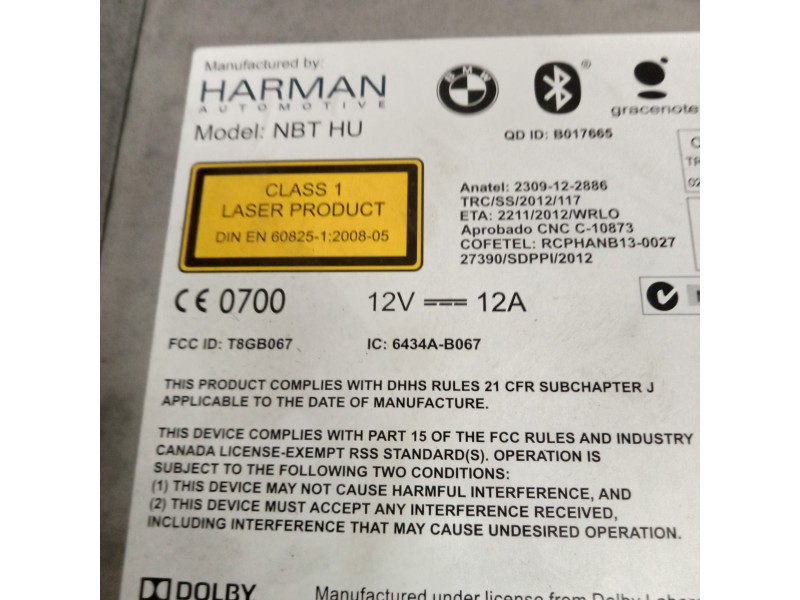 Manufactured by:
HARMAN
AUTOMOTIVE
BMW
®
gracenote
Model: NBT HU
QD ID: B017665
CLASS 1
LASER PRODUCT
DIN EN 60825-1:2008-05
Anatel: 2309-12-2886
TRC/SS/2012/117
ETA: 2211/2012/WRLO
Aprobado CNC C-10873
COFETEL: RCPHANB13-0027
27390/SDPPI/2012
TR
02
CE 0700
12V 12A
FCC ID: T8GB067
IC: 6434A-B067
THIS PRODUCT COMPLIES WITH DHHS RULES 21 CFR SUBCHAPTER J
APPLICABLE TO THE DATE OF MANUFACTURE.
THIS DEVICE COMPLIES WITH PART 15 OF THE FCC RULES AND INDUSTRY
CANADA LICENSE-EXEMPT RSS STANDARD(S). OPERATION IS
SUBJECT TO THE FOLLOWING TWO CONDITIONS:
(1) THIS DEVICE MAY NOT CAUSE HARMFUL INTERFERENCE, AND
(2) THIS DEVICE MUST ACCEPT ANY INTERFERENCE RECEIVED,
INCLUDING INTERFERENCE THAT MAY CAUSE UNDESIRED OPERATION.
DOLBY
Manufactured under license from Dolby